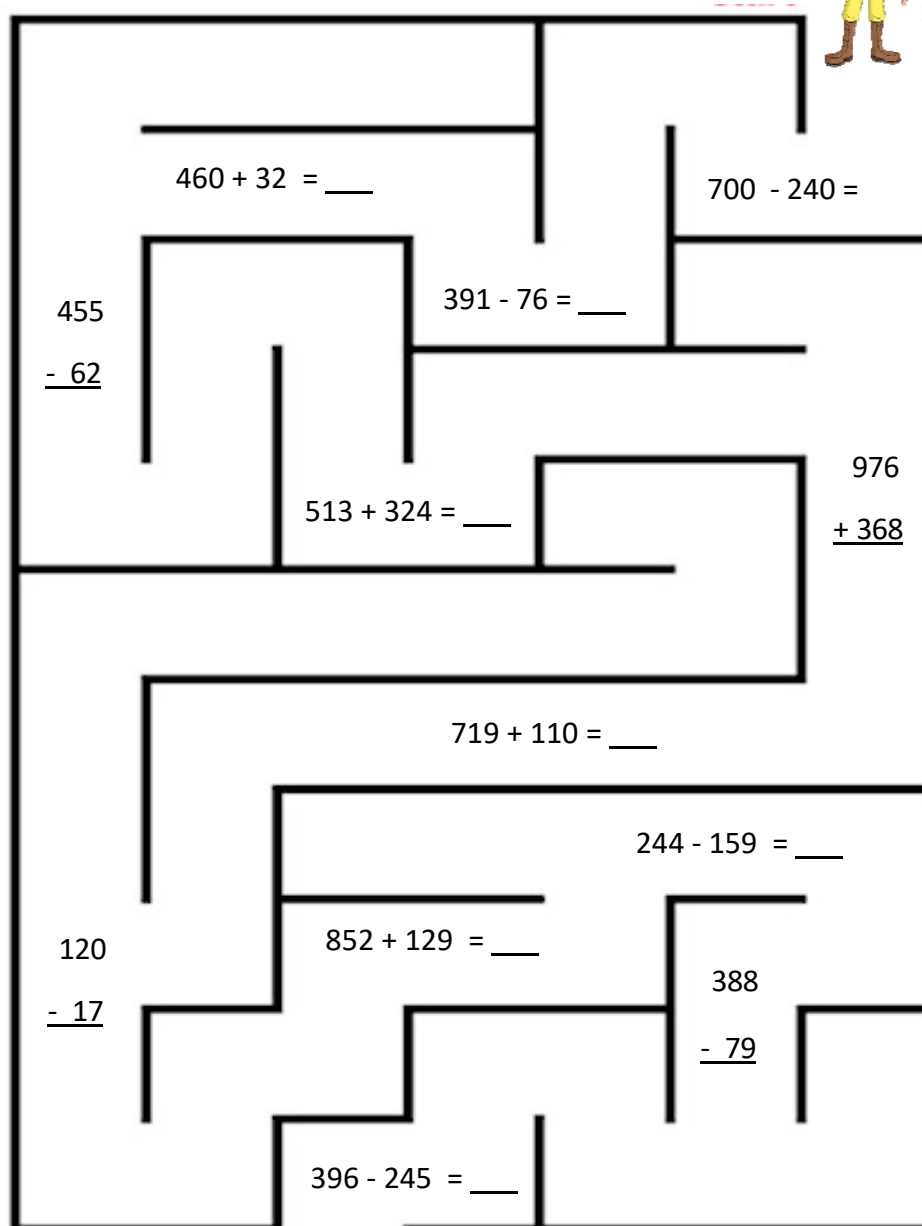 460 + 32 = ___
700 - 240 =
391 - 76 = ___
455
- 62
976
+ 368
513 + 324 = ___
719 + 110 = ___
244 - 159 = ___
852 + 129 = ___
120
- 17
388
- 79
396 - 245 = ___